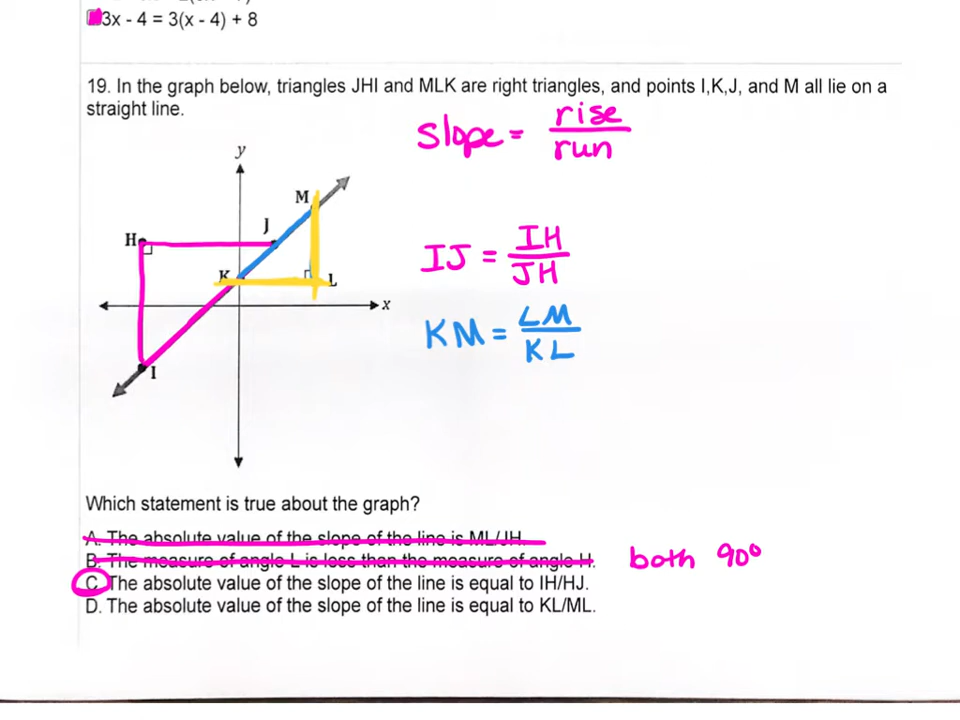 3x - 4 = 3(x - 4) + 8
19. In the graph below, triangles JHI and MLK are right triangles, and points I,K,J, and M all lie on a
straight line.
slope = rise
run
y
M
J
H
K
L
x
I
IJ = IH
JH
KM = LM
KL
Which statement is true about the graph?
A. The absolute value of the slope of the line is ML/JH.
B. The measure of angle L is less than the measure of angle H.
both 90°
C. The absolute value of the slope of the line is equal to IH/HJ.
D. The absolute value of the slope of the line is equal to KL/ML.